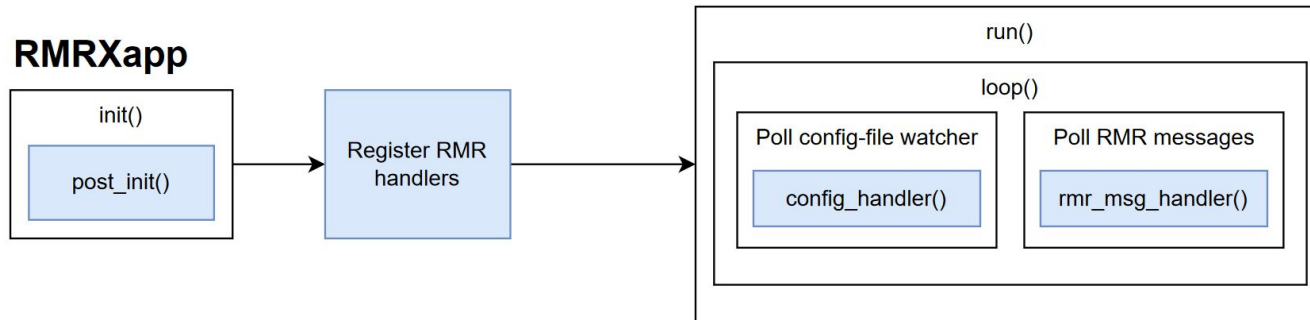 RMRXapp
init()
post_init()
Register RMR
handlers
run()
loop()
Poll config-file watcher
config_handler()
Poll RMR messages
rmr_msg_handler()